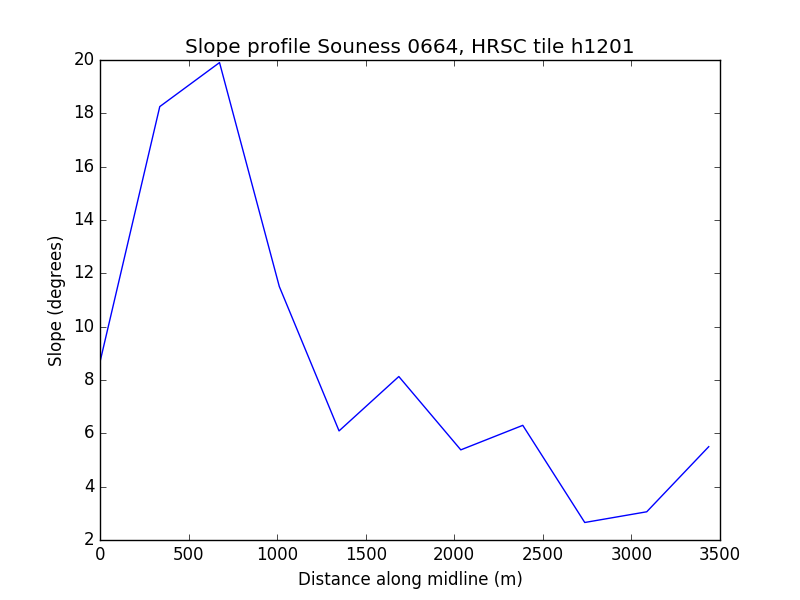 Slope profile Souness 0664, HRSC tile h1201
20
18
16
14
12
10
8
6
4
2
Slope (degrees)
0 500 1000 1500 2000 2500 3000 3500
Distance along midline (m)